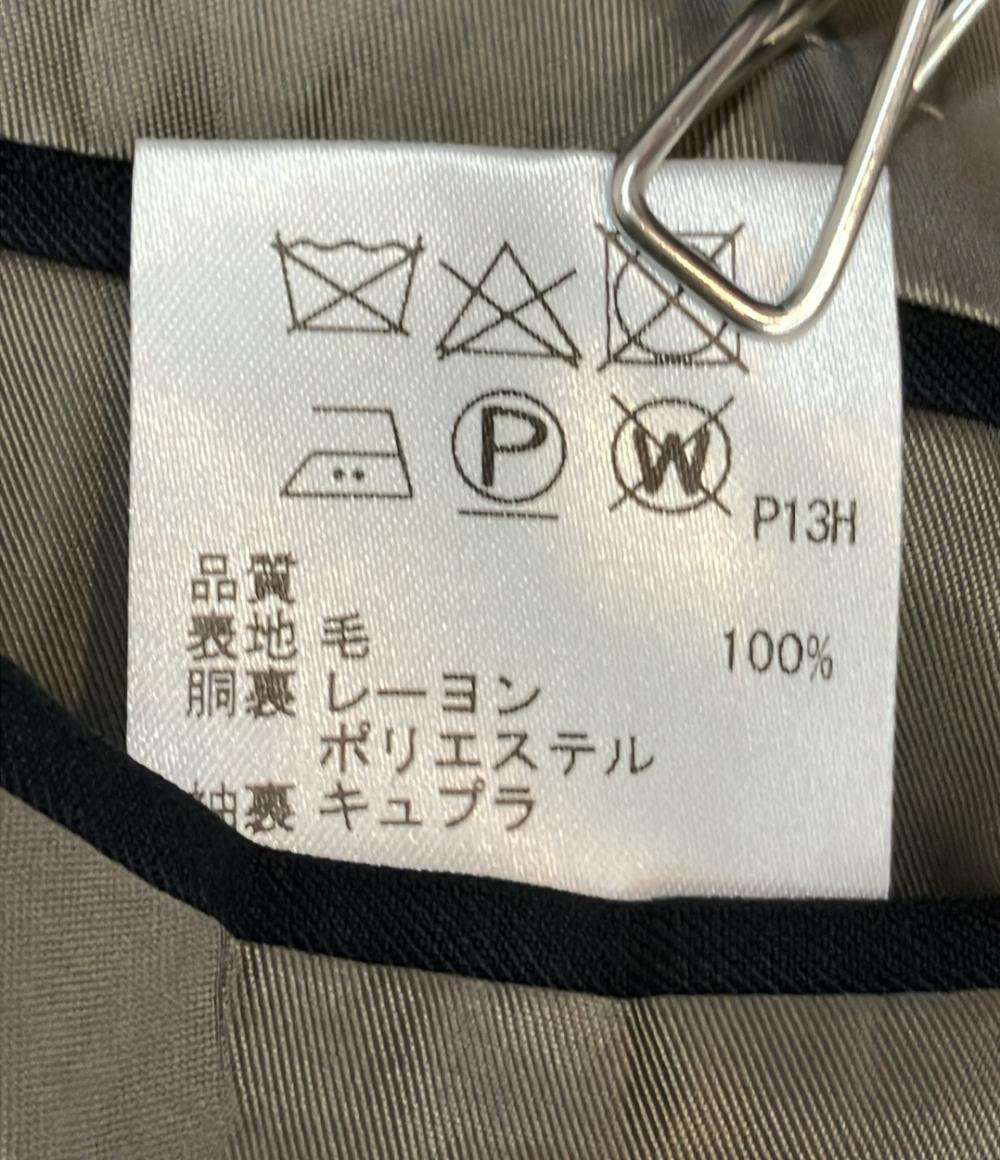 P
W
P13H
品質
表地 毛 100%
胴裏 レーヨン
ポリエステル
袖裏 キュプラ